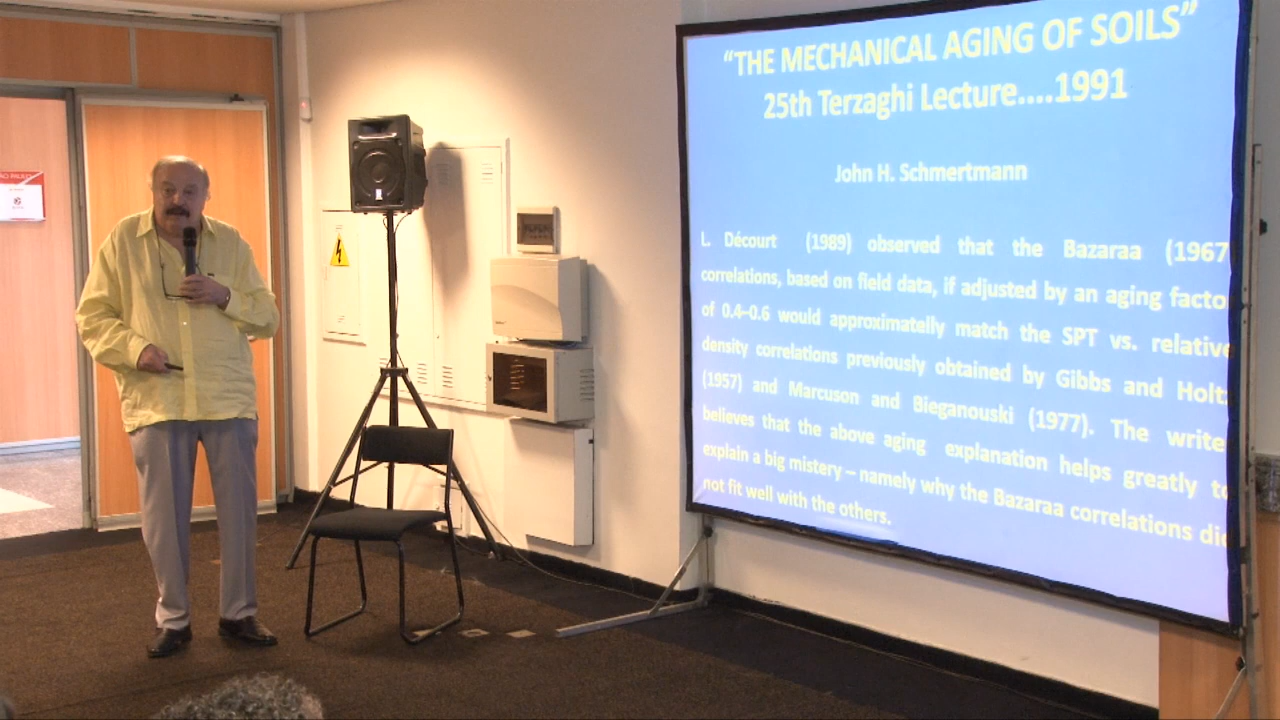 "THE MECHANICAL AGING OF SOILS"
25th Terzaghi Lecture....1991
John H. Schmertmann
L. Décourt (1989) observed that the Bazaraa (1967
correlations, based on field data, if adjusted by an aging facto
of 0.4–0.6 would approximatelly match the SPT vs. relative
density correlations previously obtained by Gibbs and Holt
(1957) and Marcuson and Bieganouski (1977). The write
believes that the above aging explanation helps greatly to
explain a big mistery – namely why the Bazaraa correlations di
not fit well with the others.
ÃO PAULO